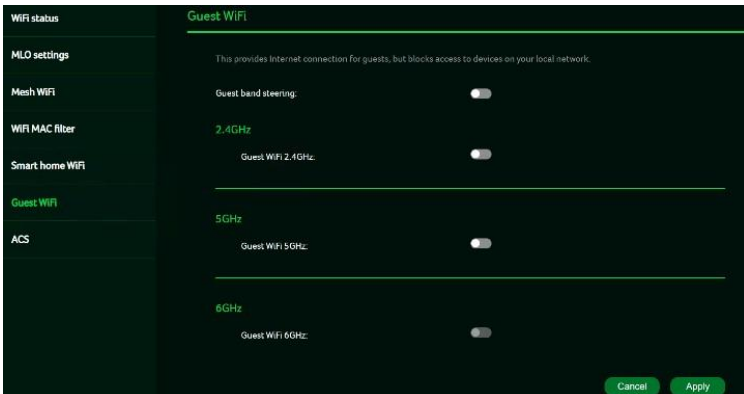 WiFi status
MLO settings
Mesh WiFi
WiFi MAC filter
Smart home WiFi
Guest WiFi
ACS
Guest WiFi
This provides Internet connection for guests, but blocks access to devices on your local network.
Guest band steering:
2.4GHz
Guest WiFi 2.4GHz:
5GHz
Guest WiFi 5GHz:
6GHz
Guest WiFi 6GHz:
Cancel Apply